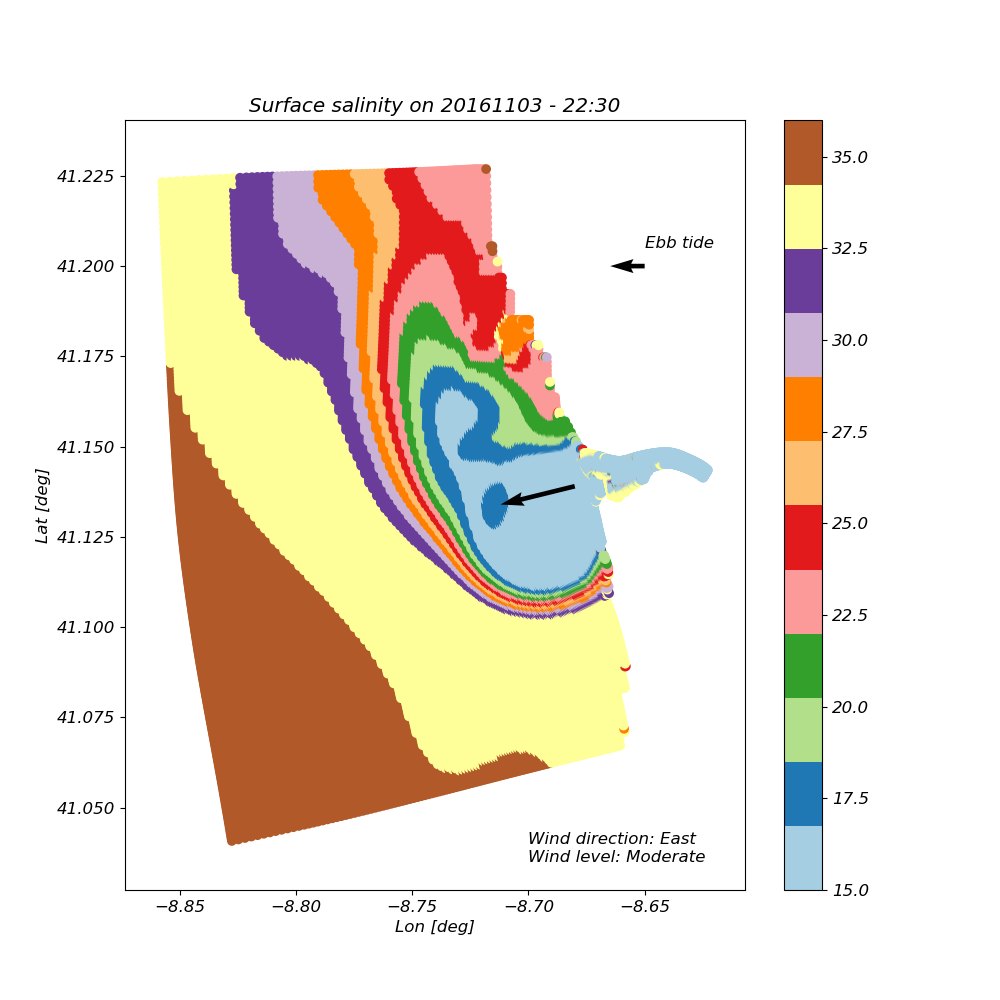 Surface salinity on 20161103 - 22:30
41.225
41.200
41.175
41.150
41.125
41.100
41.075
41.050
Lat [deg]
Ebb tide
Wind direction: East
Wind level: Moderate
−8.85 −8.80 −8.75 −8.70 −8.65
Lon [deg]
35.0
32.5
30.0
27.5
25.0
22.5
20.0
17.5
15.0